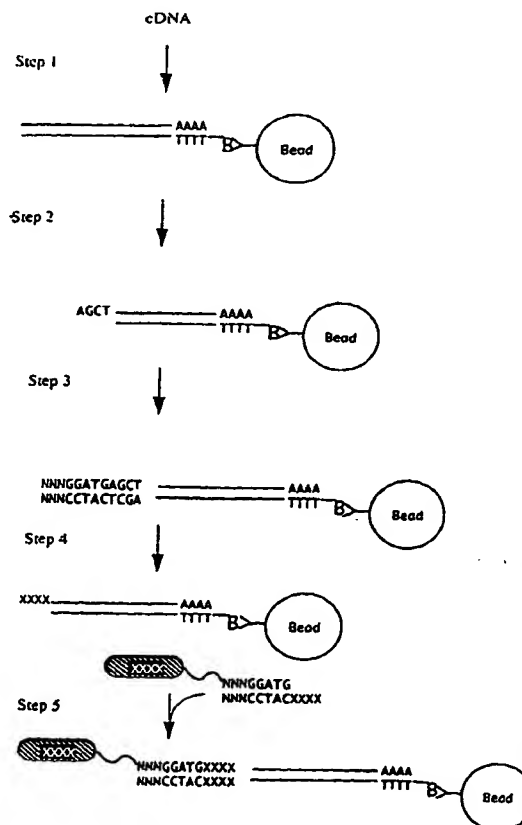 cDNA
Step 1
AAAA
TTTT
B
Bead
Step 2
AGCT
AAAA
TTTT
B
Bead
Step 3
NNNGGATGAGCT
NNNCCTACTCGA
AAAA
TTTT
B
Bead
Step 4
XXXX
AAAA
TTTT
B
Bead
XXXX
NNNGGATG
NNNCCTACXXXX
Step 5
XXXX
NNNGGATGXXXX
NNNCCTACXXXX
AAAA
TTTT
B
Bead